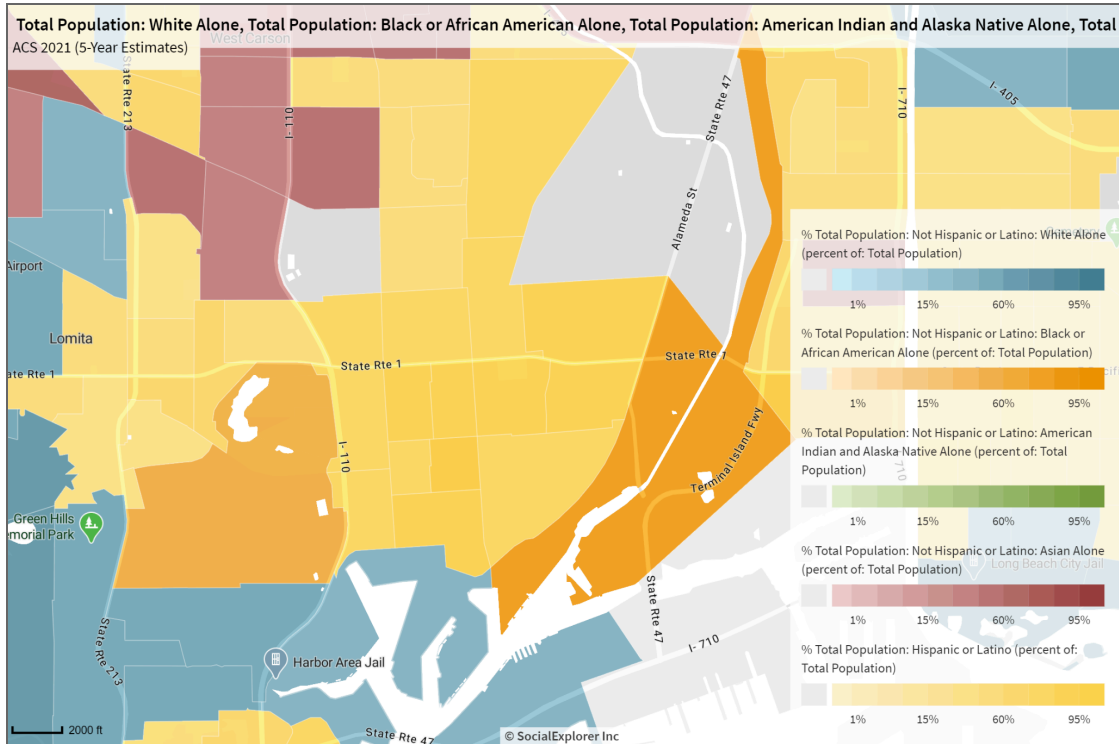 Total Population: White Alone, Total Population: Black or African American Alone, Total Population: American Indian and Alaska Native Alone, Total
ACS 2021 (5-Year Estimates)
West Carson
State Rte 213
I-110
State Rte 47
I-710
I-405
Alameda St
Airport
Lomita
State Rte 1
State Rte 1
ate Rte 1
I-110
Terminal Island Fwy
Green Hills
emorial Park
State Rte 213
Harbor Area Jail
State Rte 47
I-710
State Rte 47
710
Long Beach City Jail
% Total Population: Not Hispanic or Latino: White Alone
(percent of: Total Population)
1% 15% 60% 95%
% Total Population: Not Hispanic or Latino: Black or
African American Alone (percent of: Total Population)
1% 15% 60% 95%
% Total Population: Not Hispanic or Latino: American
Indian and Alaska Native Alone (percent of: Total
Population)
1% 15% 60% 95%
% Total Population: Not Hispanic or Latino: Asian Alone
(percent of: Total Population)
1% 15% 60% 95%
% Total Population: Hispanic or Latino (percent of:
Total Population)
1% 15% 60% 95%
2000 ft
© SocialExplorer Inc